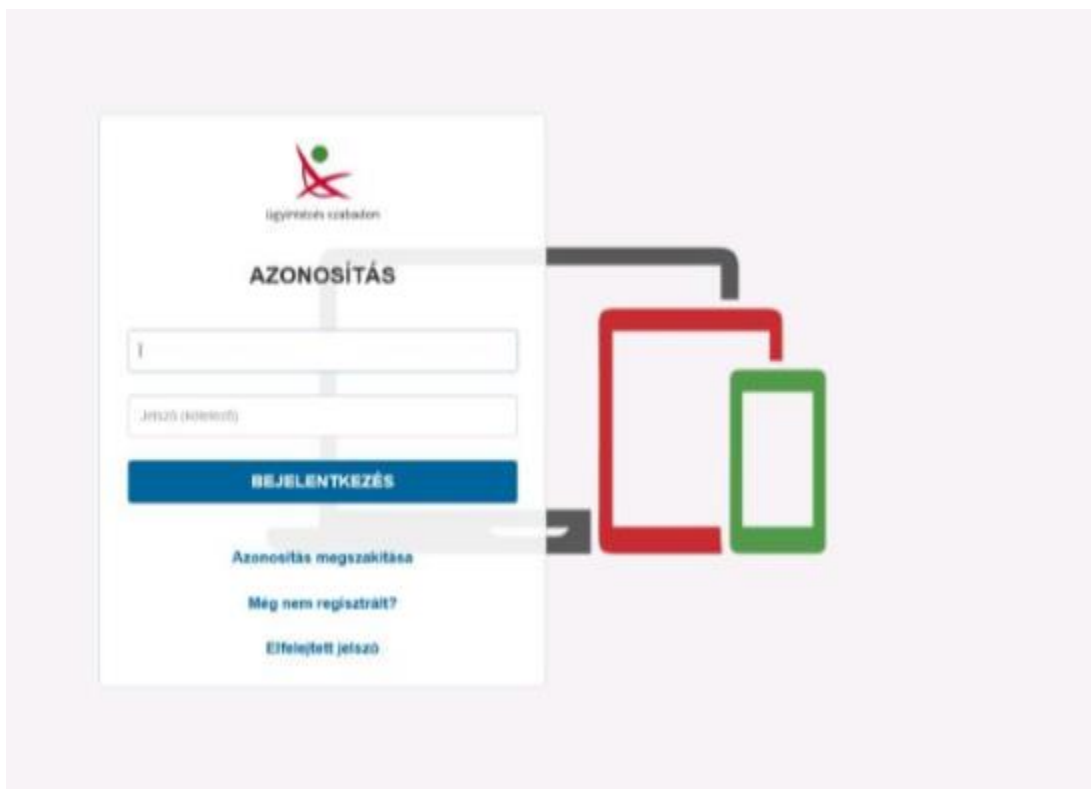 ügyintézés szabadon
AZONOSÍTÁS
Jelszó (kötelező)
BEJELENTKEZÉS
Azonosítás megszakítása
Még nem regisztrált?
Elfelejtett jelszó